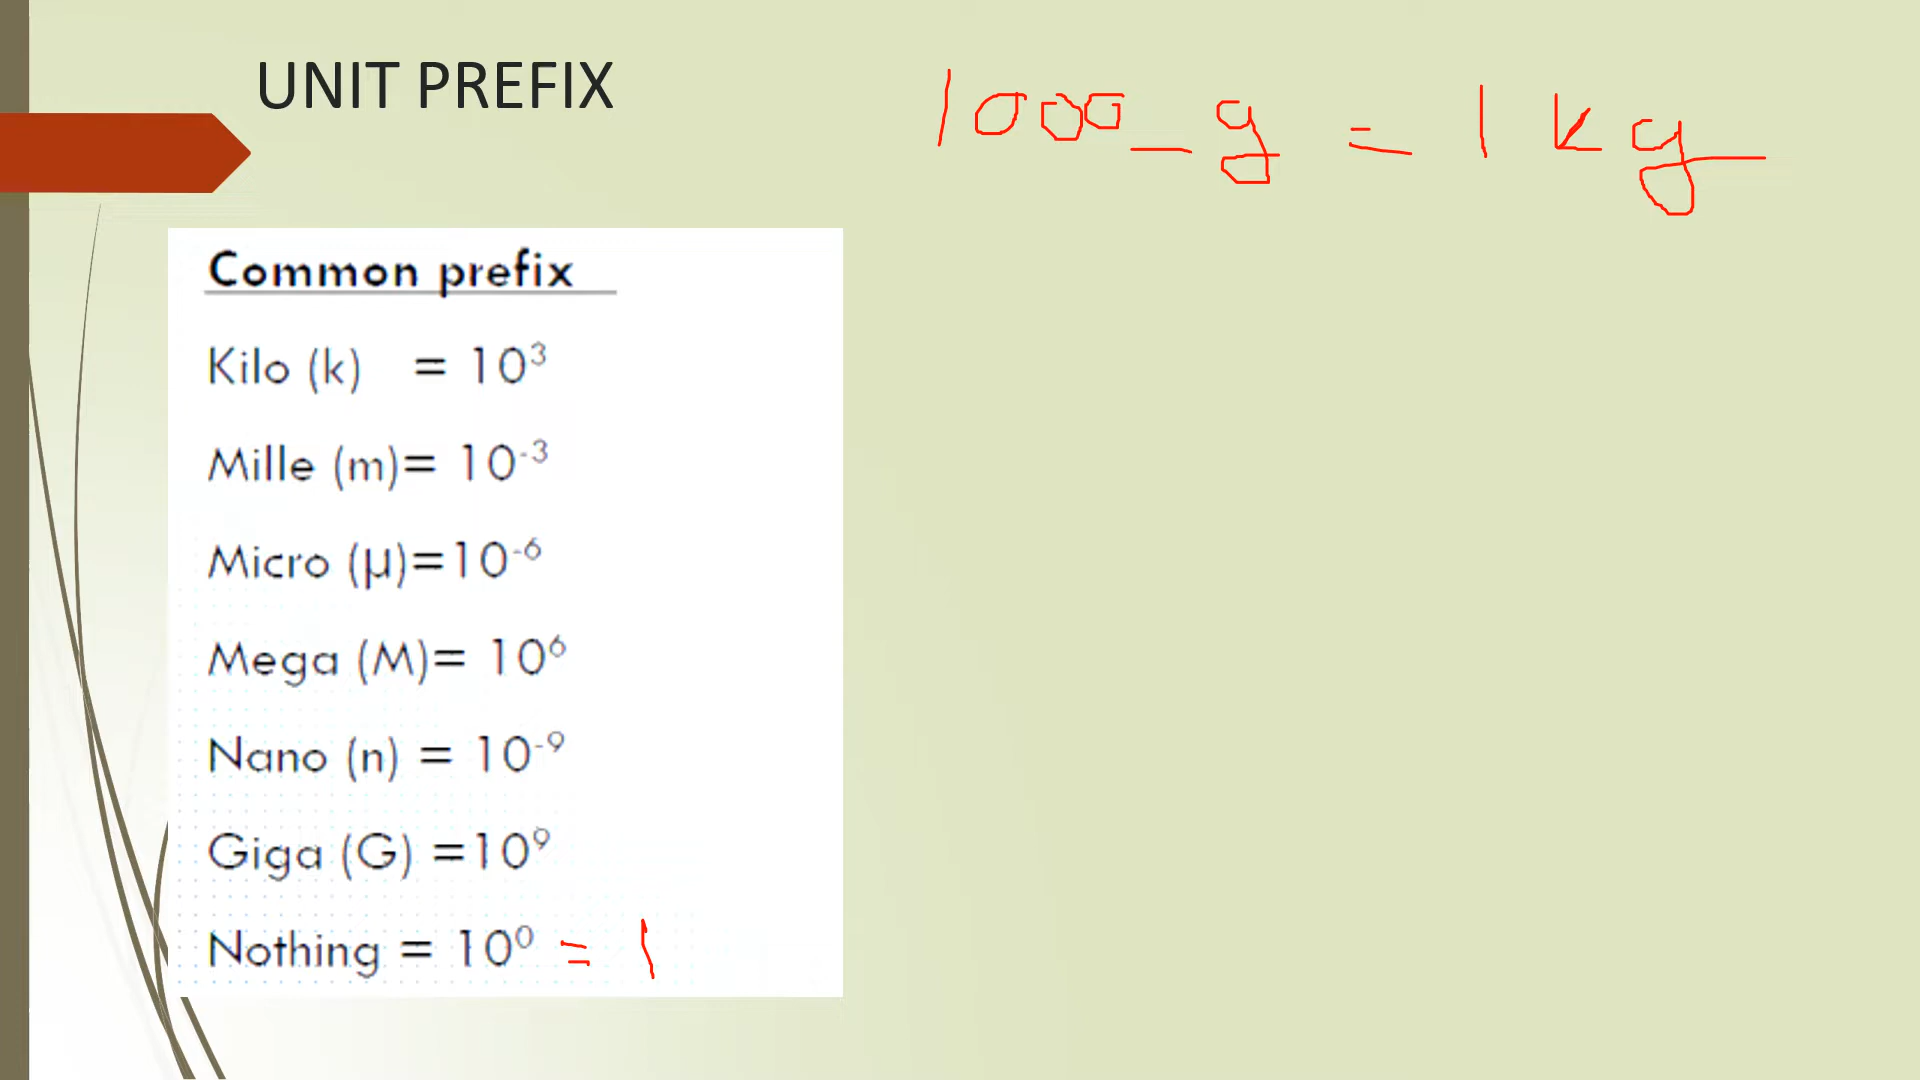 UNIT PREFIX
1000 g = 1 kg
Common prefix
Kilo (k) = 10³
Mille (m)= 10⁻³
Micro (μ)=10⁻⁶
Mega (M)= 10⁶
Nano (n) = 10⁻⁹
Giga (G) =10⁹
Nothing = 10⁰ = 1